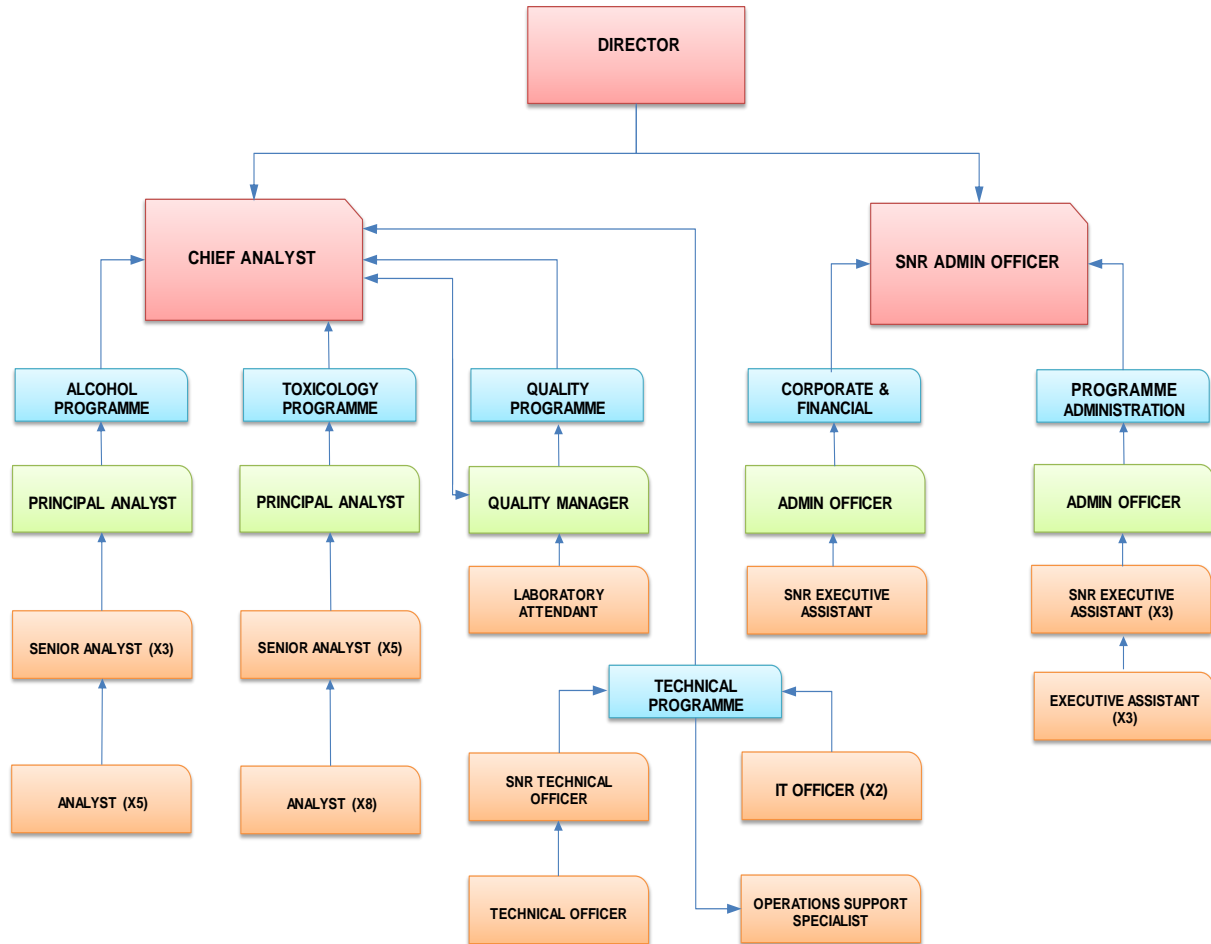 DIRECTOR
CHIEF ANALYST
SNR ADMIN OFFICER
ALCOHOL
PROGRAMME
TOXICOLOGY
PROGRAMME
QUALITY
PROGRAMME
CORPORATE &
FINANCIAL
PROGRAMME
ADMINISTRATION
PRINCIPAL ANALYST
PRINCIPAL ANALYST
QUALITY MANAGER
ADMIN OFFICER
ADMIN OFFICER
LABORATORY
ATTENDANT
SNR EXECUTIVE
ASSISTANT
SNR EXECUTIVE
ASSISTANT (X3)
SENIOR ANALYST (X3)
SENIOR ANALYST (X5)
TECHNICAL
PROGRAMME
EXECUTIVE ASSISTANT
(X3)
ANALYST (X5)
ANALYST (X8)
SNR TECHNICAL
OFFICER
IT OFFICER (X2)
TECHNICAL OFFICER
OPERATIONS SUPPORT
SPECIALIST